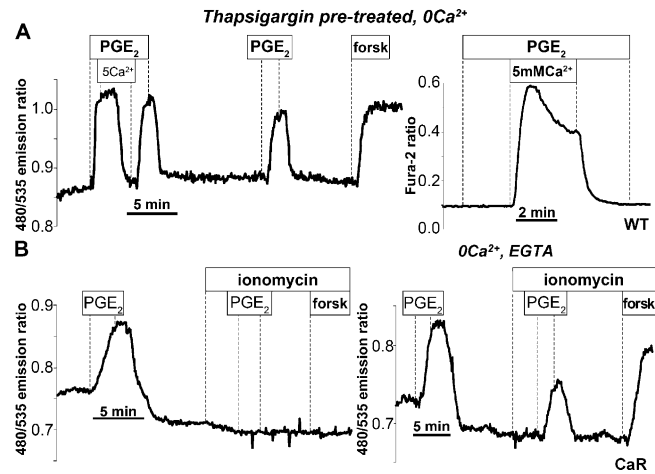 Thapsigargin pre-treated, 0Ca²⁺
A
PGE₂
5Ca²⁺
PGE₂
forsk
480/535 emission ratio
1.0
0.9
0.8
5 min
PGE₂
5mMCa²⁺
Fura-2 ratio
0.6
0.4
0.2
0.0
2 min
WT
B
0Ca²⁺, EGTA
ionomycin
PGE₂
PGE₂
forsk
480/535 emission ratio
0.9
0.8
0.7
5 min
ionomycin
PGE₂
PGE₂
forsk
480/535 emission ratio
0.8
0.7
5 min
CaR